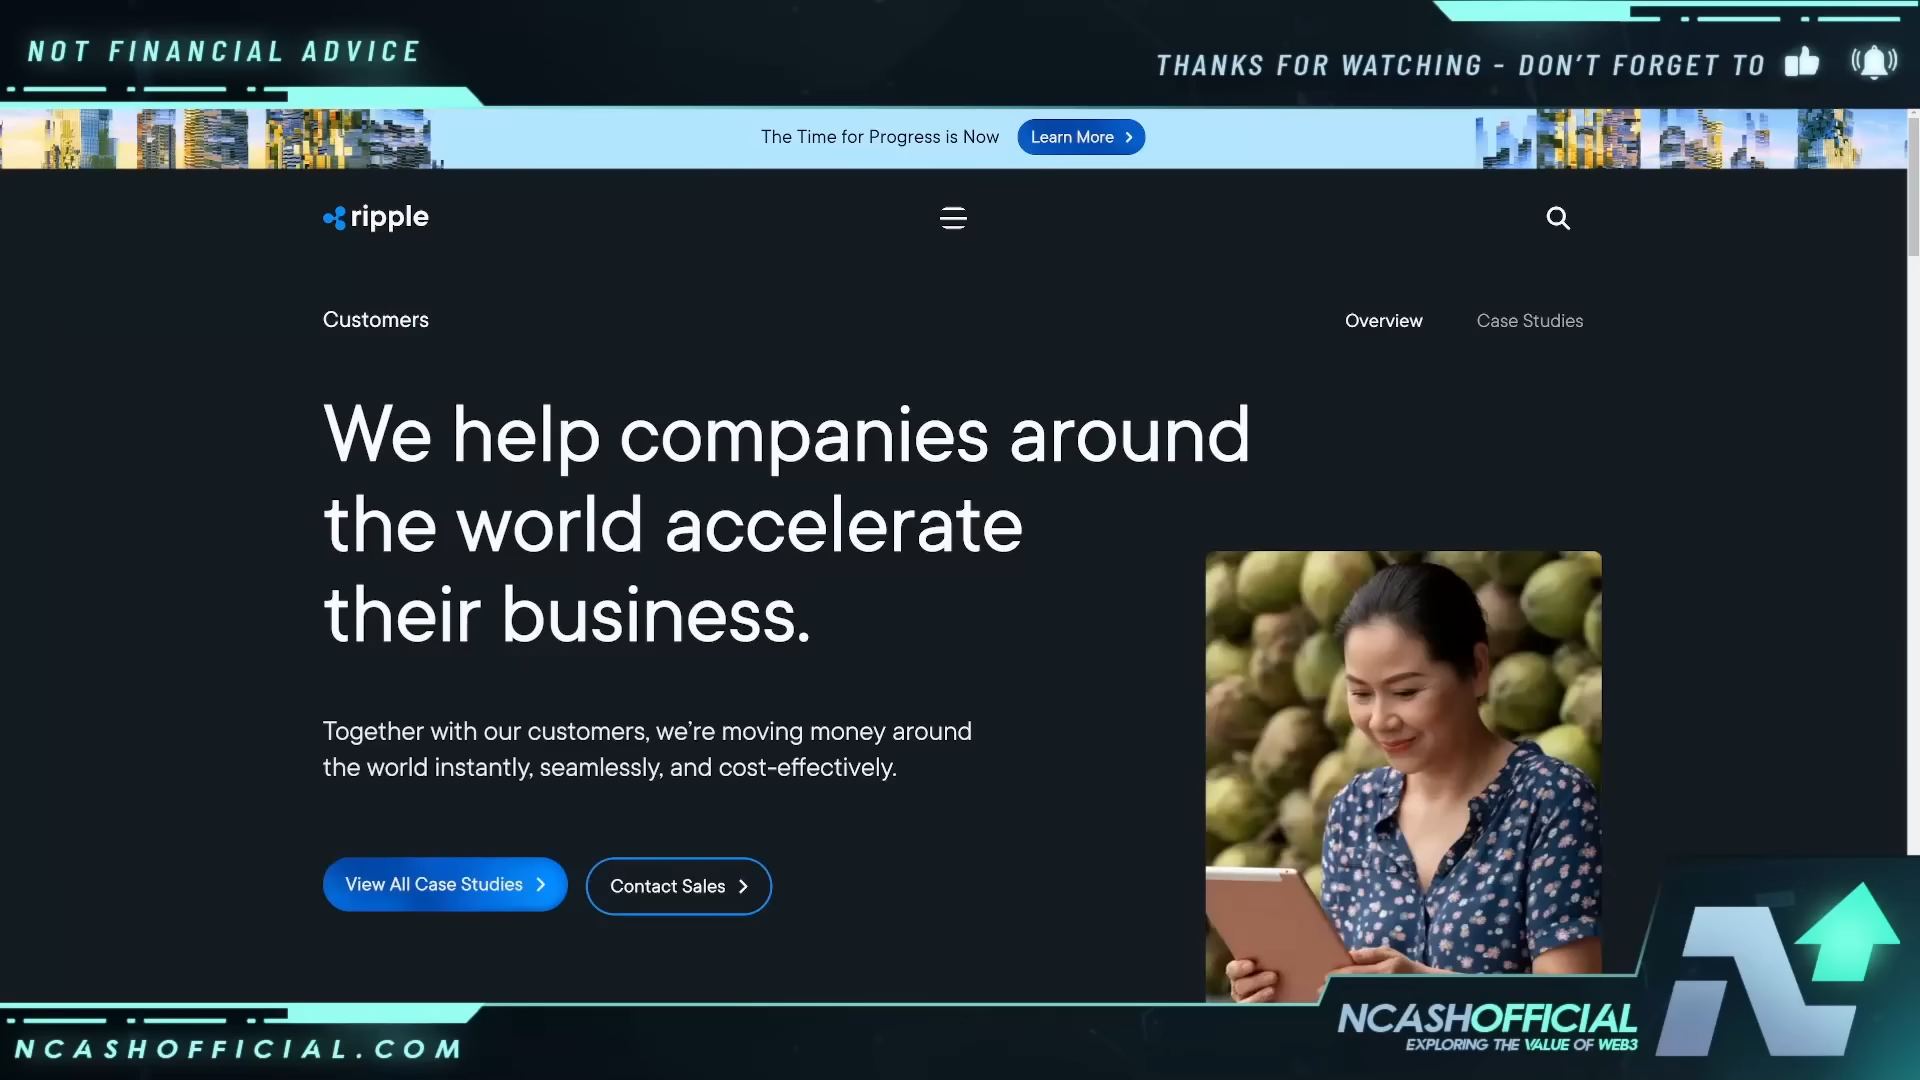 NOT FINANCIAL ADVICE
THANKS FOR WATCHING - DON'T FORGET TO
The Time for Progress is Now
Learn More
ripple
Customers
Overview
Case Studies
We help companies around
the world accelerate
their business.
Together with our customers, we're moving money around
the world instantly, seamlessly, and cost-effectively.
View All Case Studies
Contact Sales
NCASHOFFICIAL.COM
NCASHOFFICIAL
EXPLORING THE VALUE OF WEB3